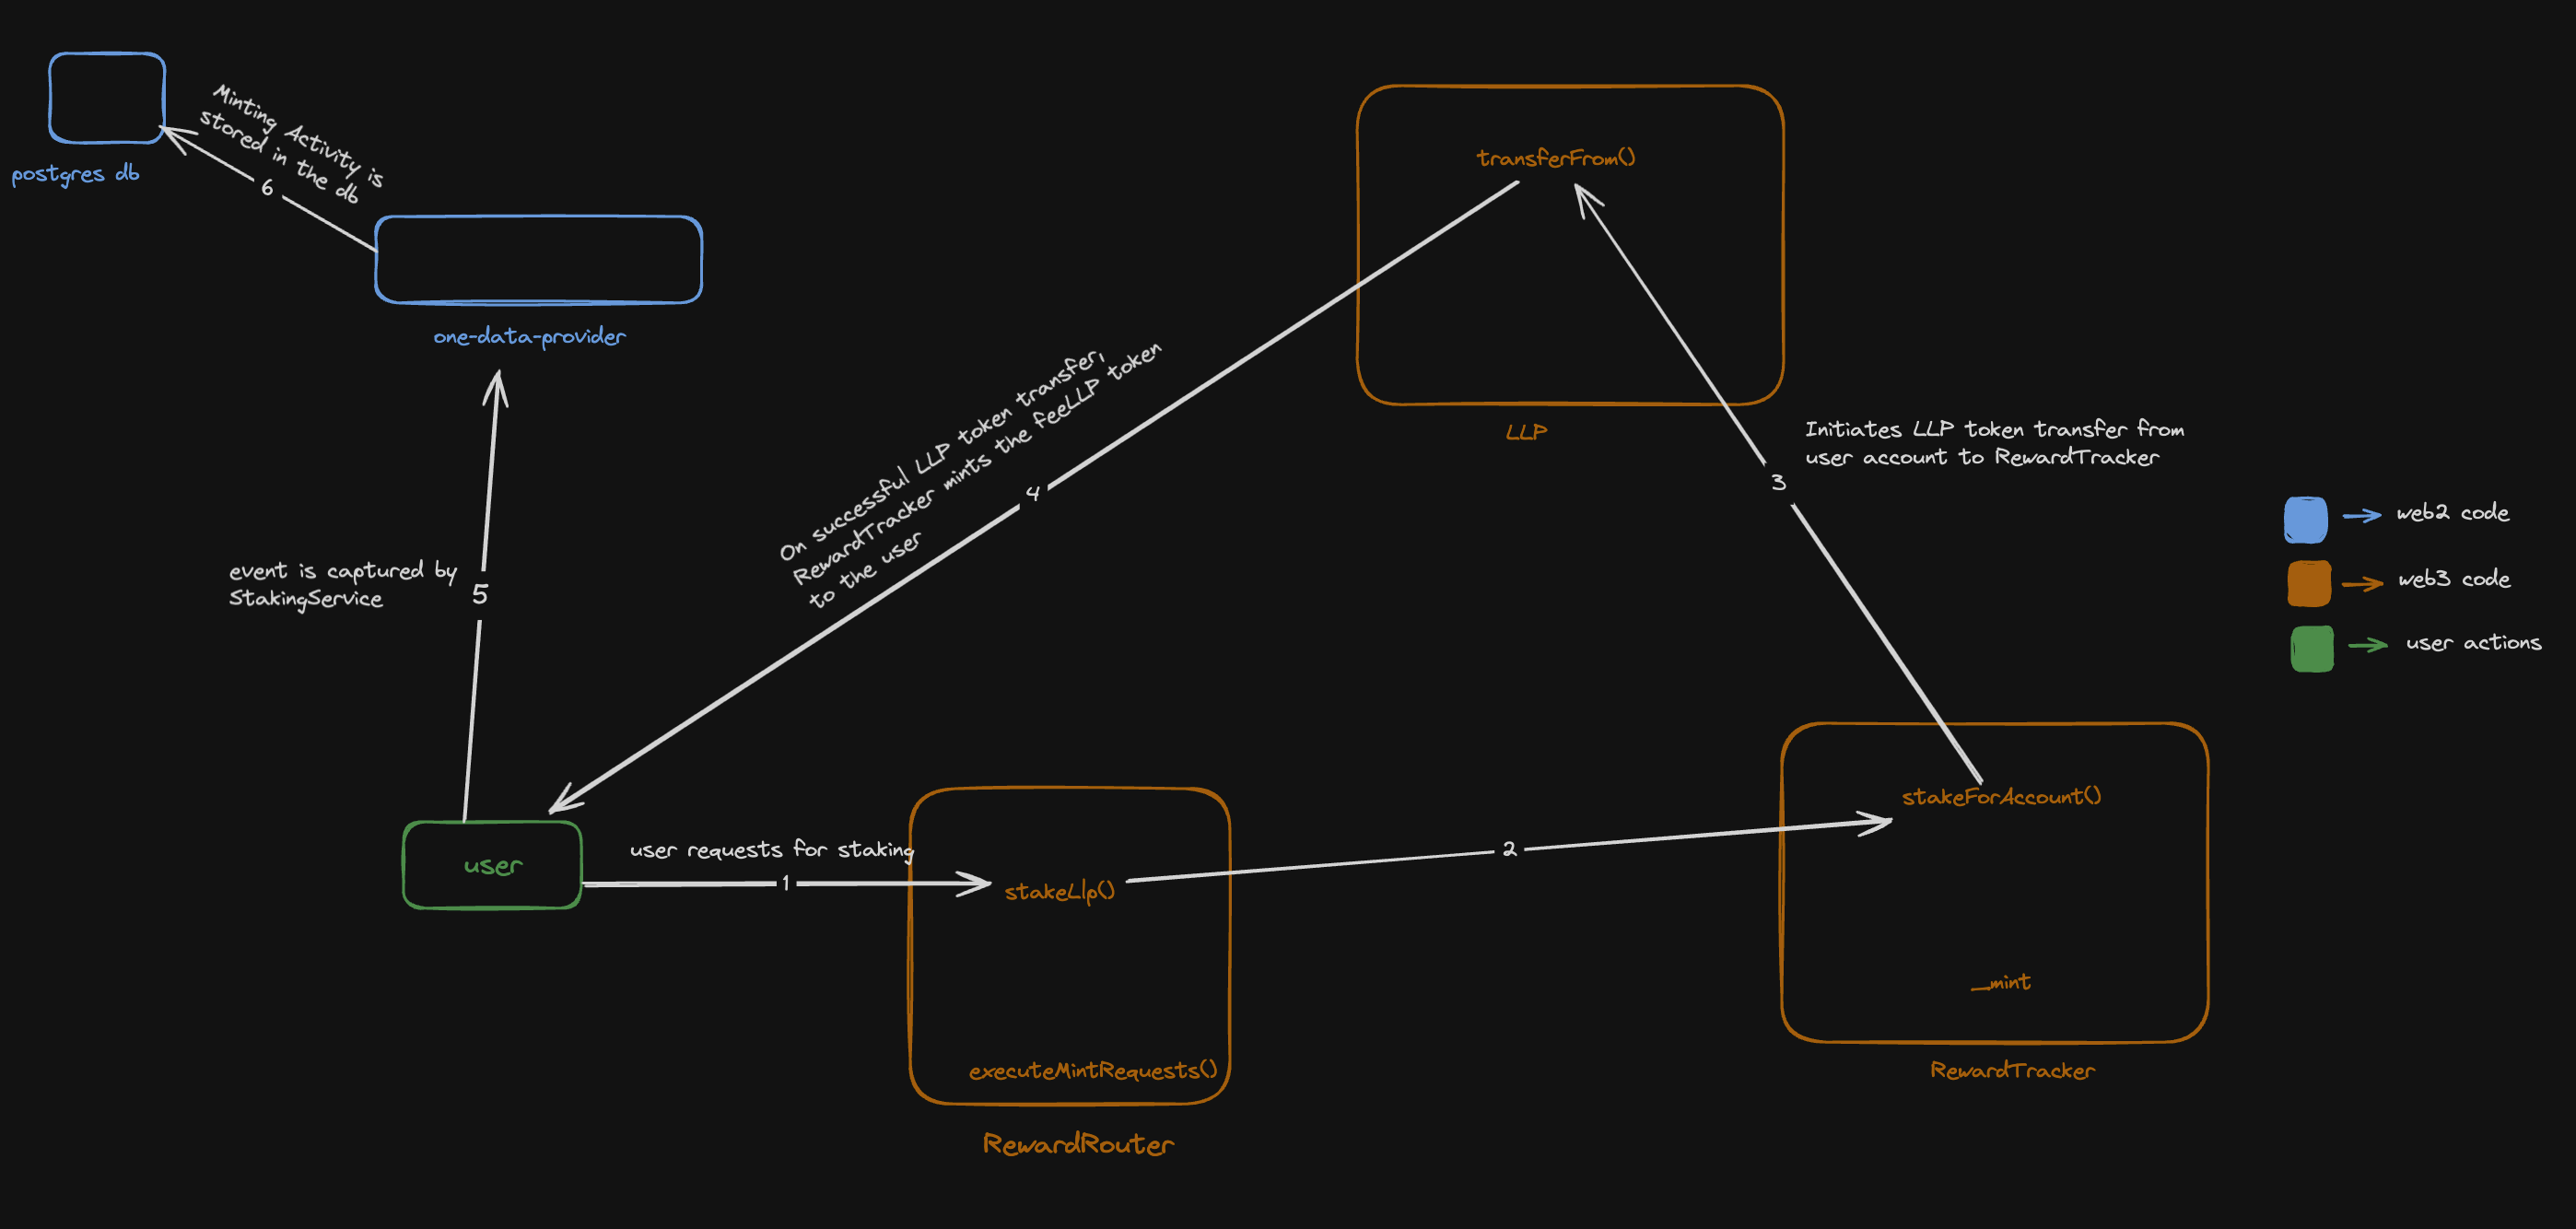 Minting Activity is
stored in the db
6
postgres db
one-data-provider
transferFrom()
LLP
On successful LLP token transfer,
RewardTracker mints the feeLLP token
to the user
4
Initiates LLP token transfer from
user account to RewardTracker
3
web2 code
web3 code
user actions
event is captured by
StakingService
5
user
user requests for staking
1
stakeLlp()
executeMintRequests()
RewardRouter
2
stakeForAccount()
_mint
RewardTracker